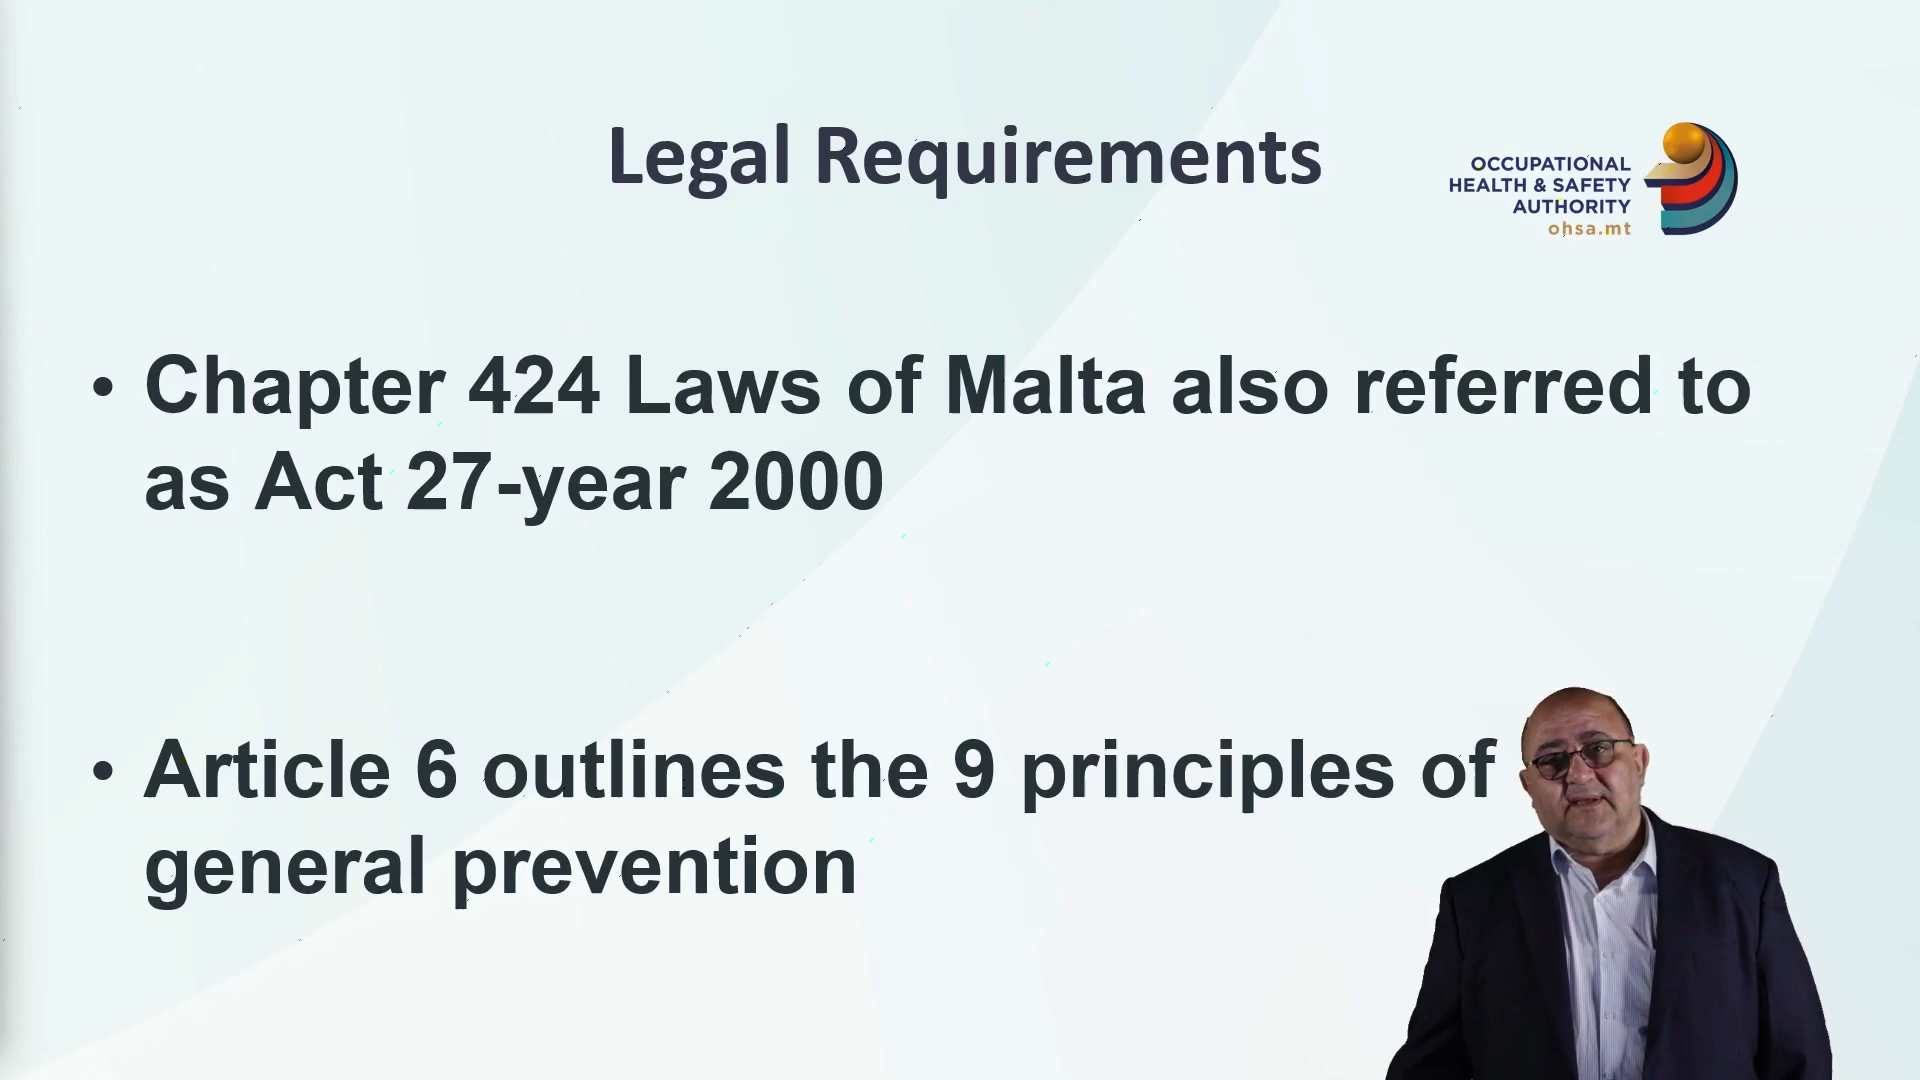 Legal Requirements
OCCUPATIONAL
HEALTH & SAFETY
AUTHORITY
ohsa.mt
• Chapter 424 Laws of Malta also referred to
as Act 27-year 2000
• Article 6 outlines the 9 principles of
general prevention